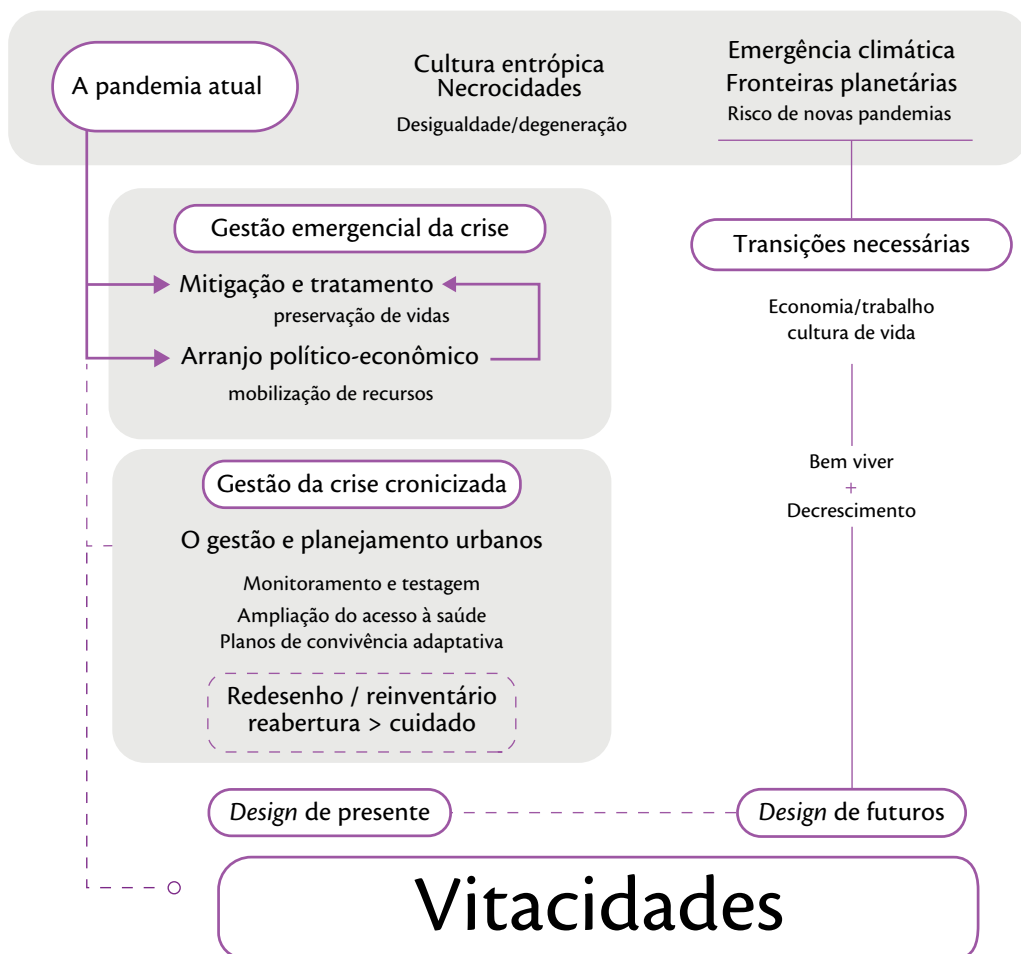 A pandemia atual
Cultura entrópica
Necrocidades
Desigualdade/degeneração
Emergência climática
Fronteiras planetárias
Risco de novas pandemias
Gestão emergencial da crise
Mitigação e tratamento
preservação de vidas
Arranjo político-econômico
mobilização de recursos
Transições necessárias
Economia/trabalho
cultura de vida
Bem viver
+
Decrescimento
Gestão da crise cronicizada
O gestão e planejamento urbanos
Monitoramento e testagem
Ampliação do acesso à saúde
Planos de convivência adaptativa
Redesenho / reinventário
reabertura > cuidado
Design de presente
Design de futuros
Vitacidades